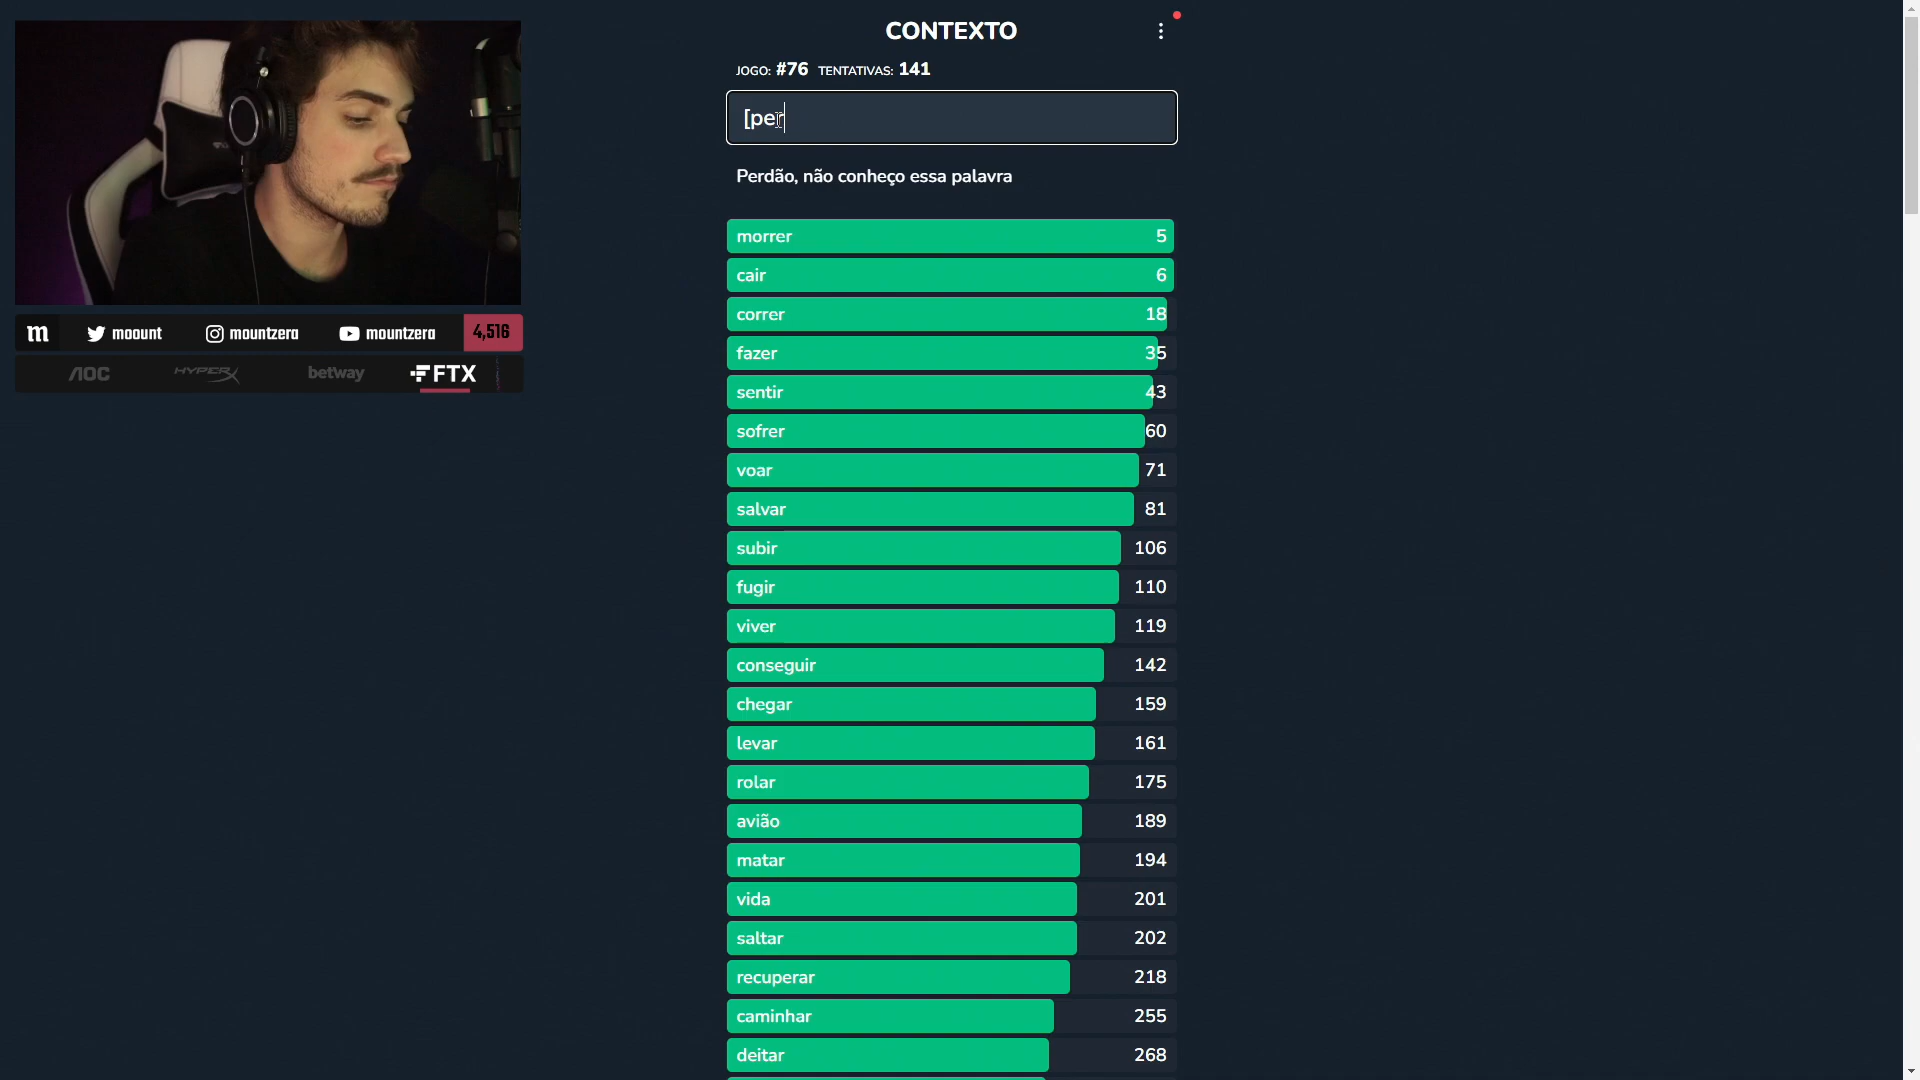 CONTEXTO
JOGO: #76 TENTATIVAS: 141
[per
Perdão, não conheço essa palavra
morrer 5
cair 6
correr 18
fazer 35
sentir 43
sofrer 60
voar 71
salvar 81
subir 106
fugir 110
viver 119
conseguir 142
chegar 159
levar 161
rolar 175
avião 189
matar 194
vida 201
saltar 202
recuperar 218
caminhar 255
deitar 268
m moount mountzera mountzera 4,516
AOC HYPERX betway FTX